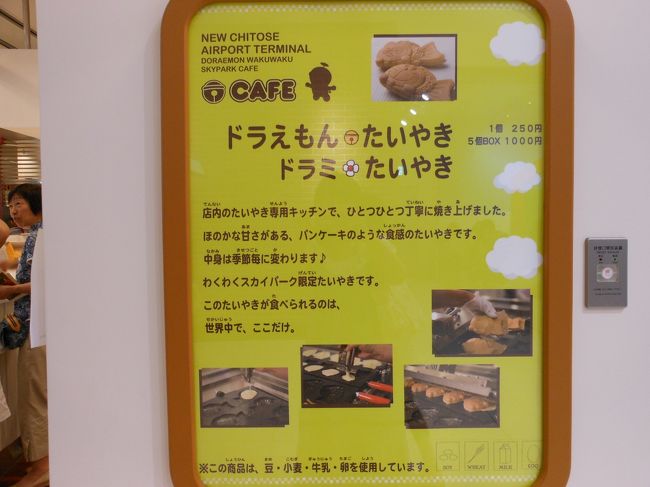 NEW CHITOSE
AIRPORT TERMINAL
DORAEMON WAKUWAKU
SKYPARK CAFE
CAFE
ドラえもん たいやき
1個 250円
5個BOX 1000円
ドラミ たいやき
店内のたいやき専用キッチンで、ひとつひとつ丁寧に焼き上げました。
ほのかな甘さがある、パンケーキのような食感のたいやきです。
中身は季節毎に変わります♪
わくわくスカイパーク限定たいやきです。
このたいやきが食べられるのは、
世界中で、ここだけ。
※この商品は、豆・小麦・牛乳・卵を使用しています。
SOY WHEAT MILK EGG